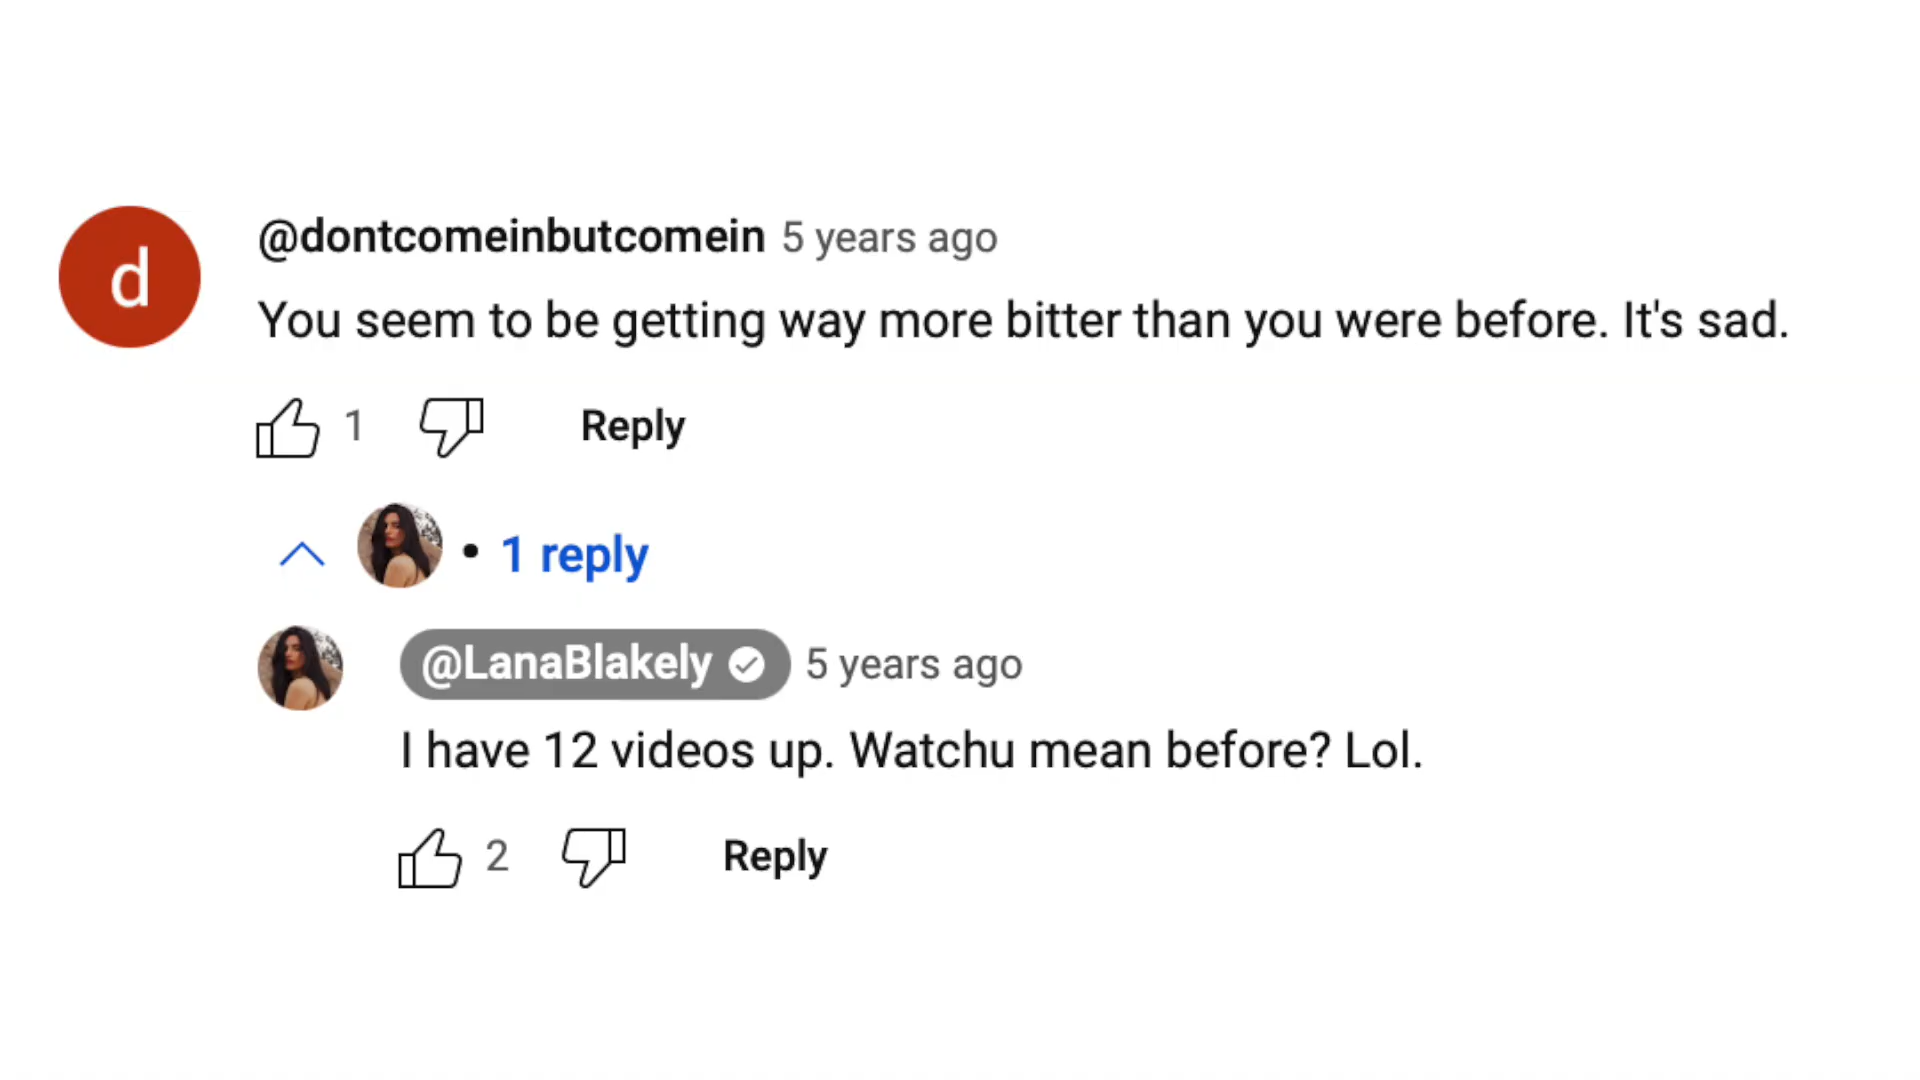 d
@dontcomeinbutcomein 5 years ago
You seem to be getting way more bitter than you were before. It's sad.
1 Reply
• 1 reply
@LanaBlakely 5 years ago
I have 12 videos up. Watchu mean before? Lol.
2 Reply